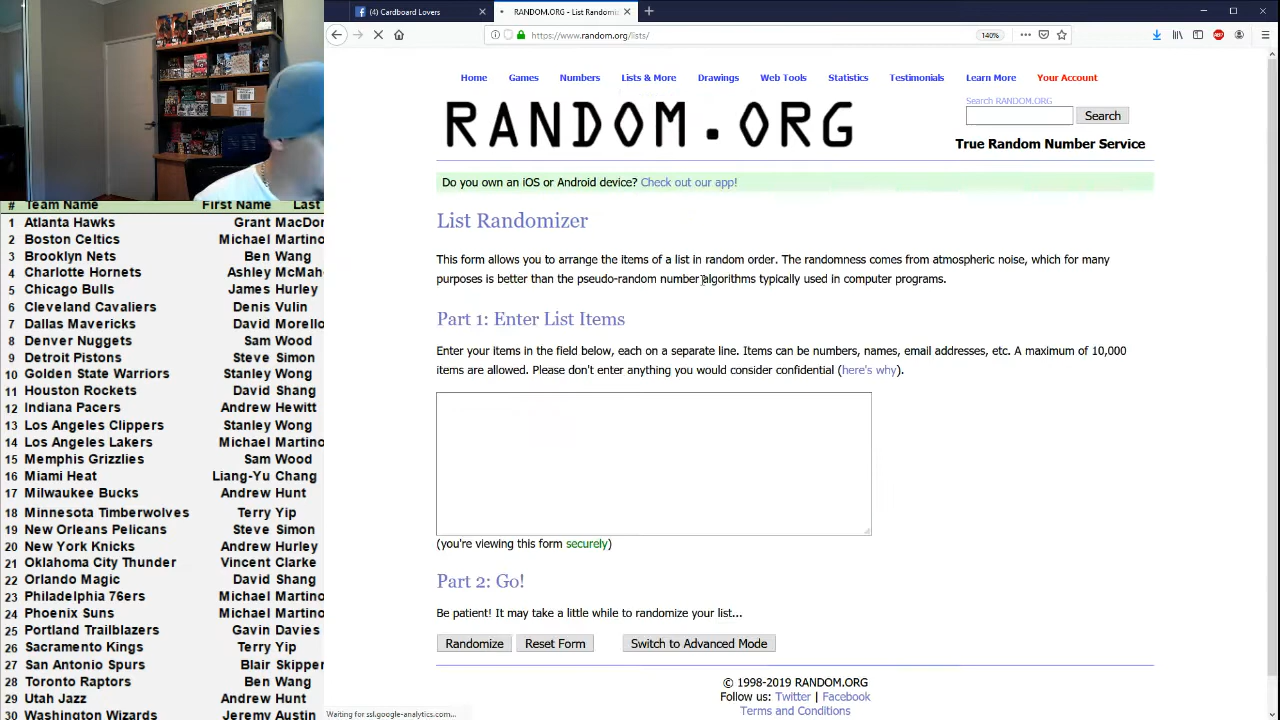 (4) Cardboard Lovers
RANDOM.ORG - List Randomiz
https://www.random.org/lists/
140%
Home Games Numbers Lists & More Drawings Web Tools Statistics Testimonials Learn More Your Account
RANDOM.ORG
Search RANDOM.ORG
Search
True Random Number Service
Do you own an iOS or Android device? Check out our app!
List Randomizer
This form allows you to arrange the items of a list in random order. The randomness comes from atmospheric noise, which for many
purposes is better than the pseudo-random number algorithms typically used in computer programs.
Part 1: Enter List Items
Enter your items in the field below, each on a separate line. Items can be numbers, names, email addresses, etc. A maximum of 10,000
items are allowed. Please don't enter anything you would consider confidential (here's why).
(you're viewing this form securely)
Part 2: Go!
Be patient! It may take a little while to randomize your list...
Randomize Reset Form Switch to Advanced Mode
© 1998-2019 RANDOM.ORG
Follow us: Twitter | Facebook
Terms and Conditions
Waiting for ssl.google-analytics.com...
# Team Name First Name Last
1 Atlanta Hawks Grant MacDon
2 Boston Celtics Michael Martino
3 Brooklyn Nets Ben Wang
4 Charlotte Hornets Ashley McMah
5 Chicago Bulls James Hurley
6 Cleveland Cavaliers Denis Vulin
7 Dallas Mavericks David Morello
8 Denver Nuggets Sam Wood
9 Detroit Pistons Steve Simon
10 Golden State Warriors Stanley Wong
11 Houston Rockets David Shang
12 Indiana Pacers Andrew Hewitt
13 Los Angeles Clippers Stanley Wong
14 Los Angeles Lakers Michael Martino
15 Memphis Grizzlies Sam Wood
16 Miami Heat Liang-Yu Chang
17 Milwaukee Bucks Andrew Hunt
18 Minnesota Timberwolves Terry Yip
19 New Orleans Pelicans Steve Simon
20 New York Knicks Andrew Hurley
21 Oklahoma City Thunder Vincent Clarke
22 Orlando Magic David Shang
23 Philadelphia 76ers Michael Martino
24 Phoenix Suns Michael Martino
25 Portland Trailblazers Gavin Davies
26 Sacramento Kings Terry Yip
27 San Antonio Spurs Blair Skipper
28 Toronto Raptors Ben Wang
29 Utah Jazz Andrew Hunt
30 Washington Wizards Jeremy Austin